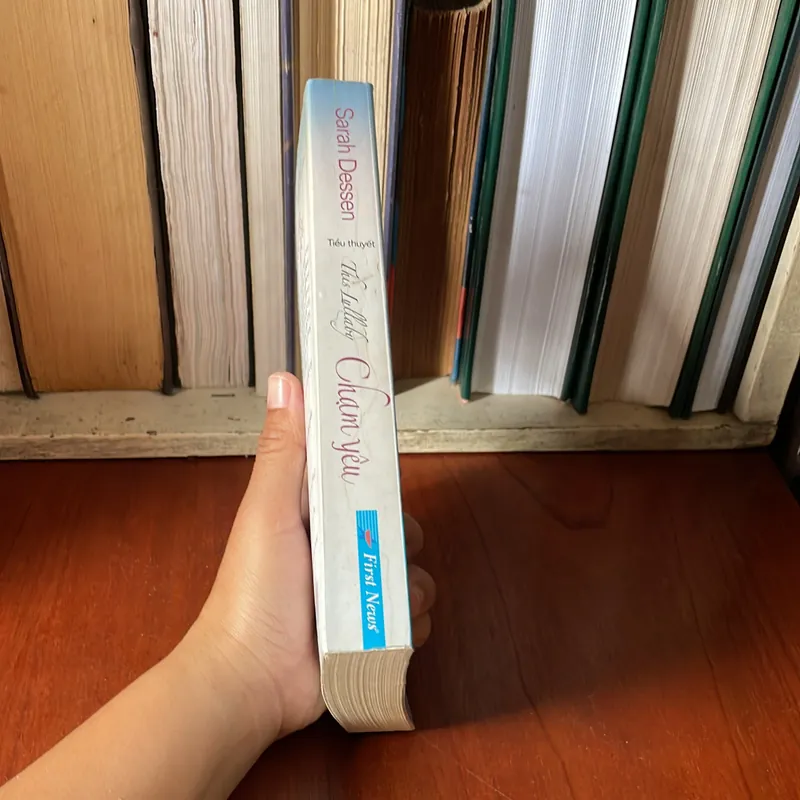 Sarah Dessen
Tiểu thuyết
This Lullaby
Chạm yêu
First News